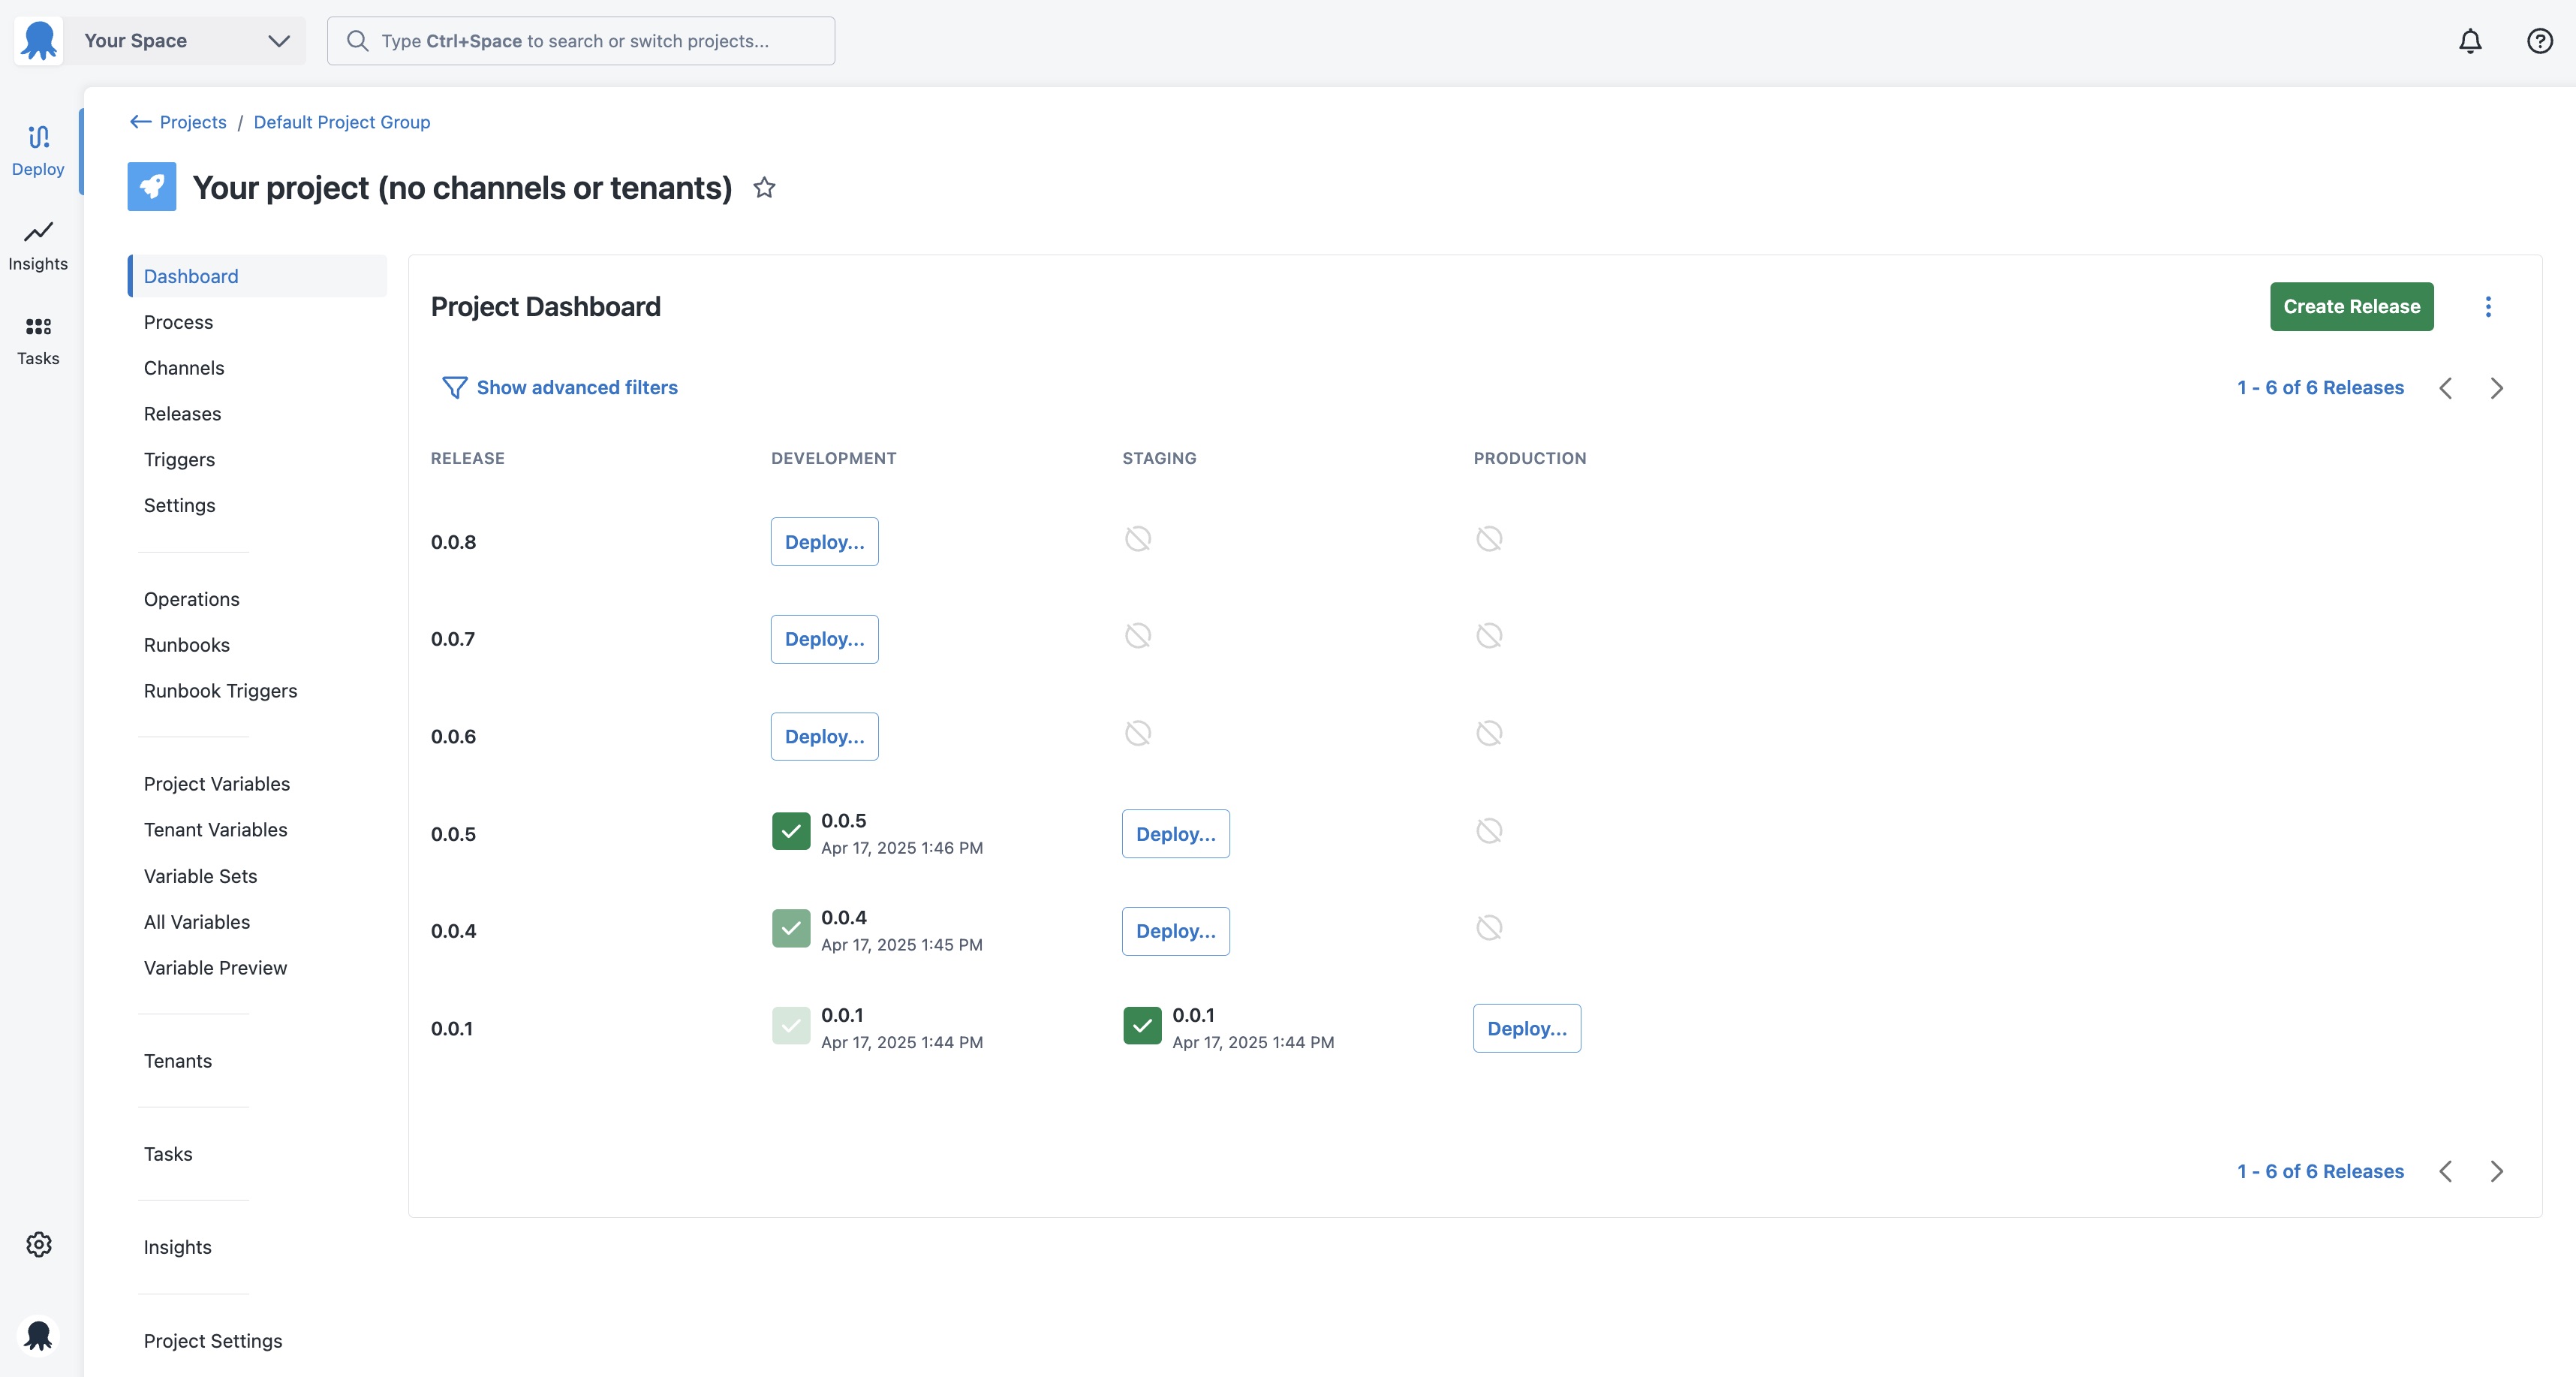 Your Space
Type Ctrl+Space to search or switch projects...
Deploy
Insights
Tasks
Projects / Default Project Group
Your project (no channels or tenants)
Dashboard
Process
Channels
Releases
Triggers
Settings
Operations
Runbooks
Runbook Triggers
Project Variables
Tenant Variables
Variable Sets
All Variables
Variable Preview
Tenants
Tasks
Insights
Project Settings
Project Dashboard
Create Release
Show advanced filters
1 - 6 of 6 Releases
RELEASE DEVELOPMENT STAGING PRODUCTION
0.0.8 Deploy...
0.0.7 Deploy...
0.0.6 Deploy...
0.0.5 0.0.5 Deploy...
Apr 17, 2025 1:46 PM
0.0.4 0.0.4 Deploy...
Apr 17, 2025 1:45 PM
0.0.1 0.0.1 0.0.1 Deploy...
Apr 17, 2025 1:44 PM Apr 17, 2025 1:44 PM
1 - 6 of 6 Releases